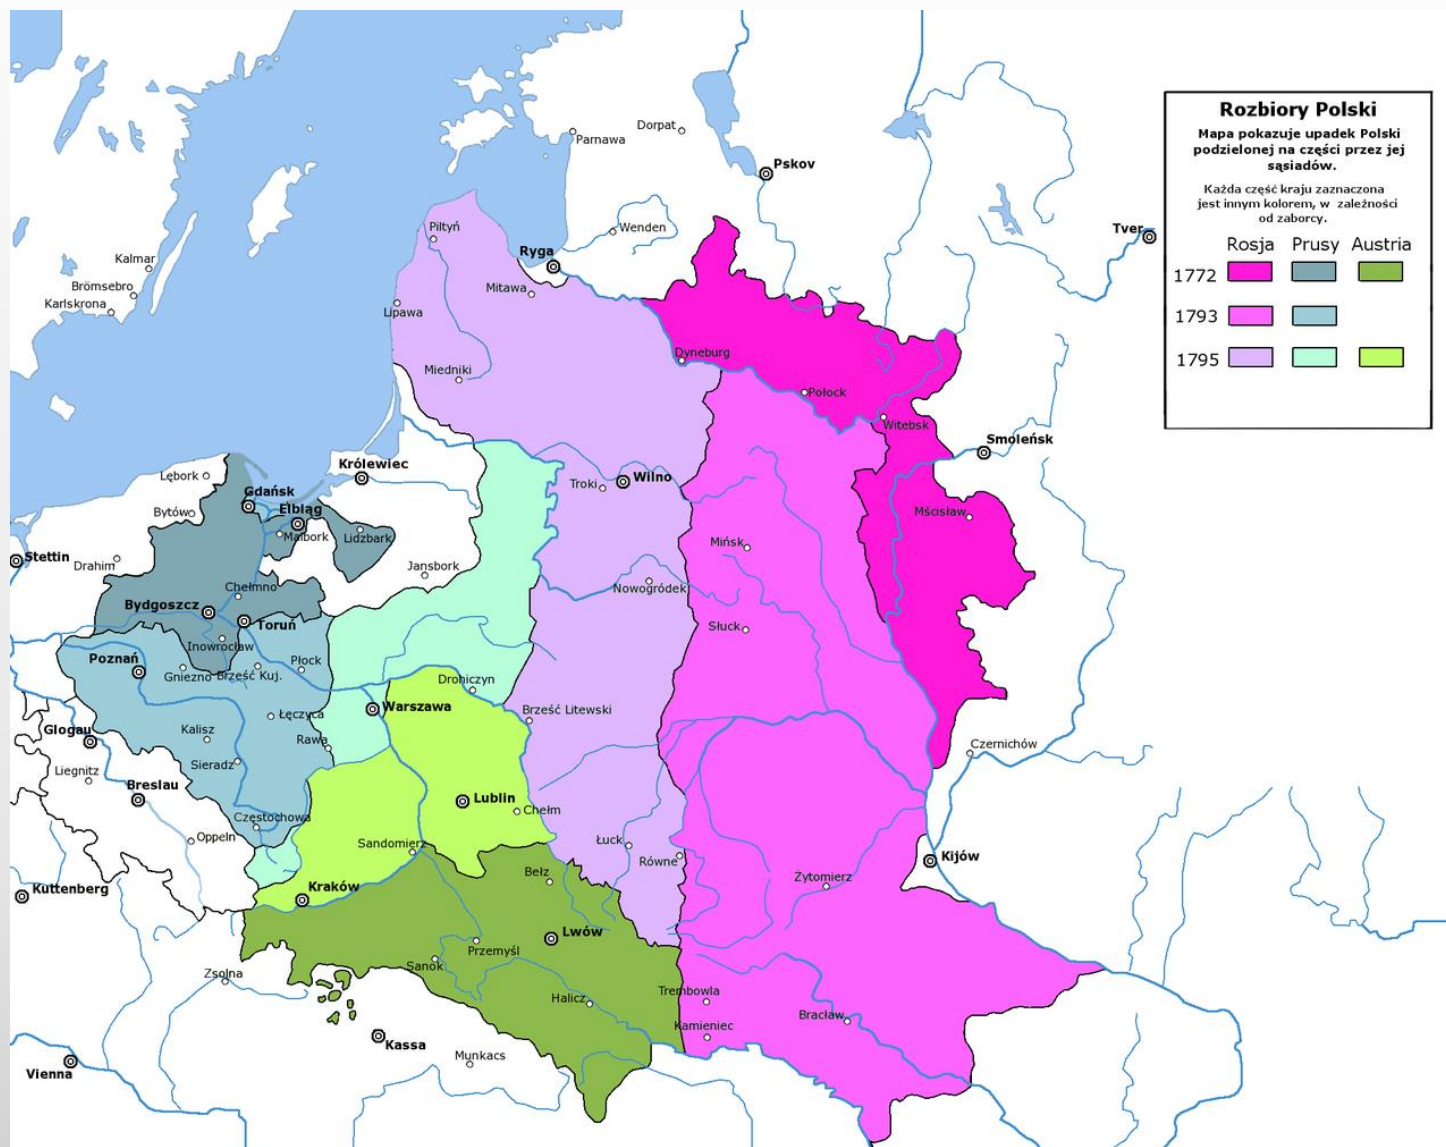 Rozbiory Polski
Mapa pokazuje upadek Polski
podzielonej na części przez jej
sąsiadów.
Każda część kraju zaznaczona
jest innym kolorem, w zależności
od zaborcy.
Rosja Prusy Austria
1772
1793
1795
Dorpat
Parnawa
Pskov
Piltyń
Wenden
Tver
Ryga
Kalmar
Brömsebro
Mitawa
Karlskrona
Lipawa
Dyneburg
Miedniki
Połock
Witebsk
Smoleńsk
Królewiec
Lębork
Troki
Wilno
Gdańsk
Bytów
Elbląg
Mścisław
Malbork
Lidzbark
Mińsk
Stettin
Drahim
Jansbork
Chełmno
Nowogródek
Bydgoszcz
Toruń
Słuck
Inowrocław
Poznań
Płock
Gniezno
Brześć Kuj.
Drohiczyn
Warszawa
Brześć Litewski
Łęczyca
Glogau
Kalisz
Rawa
Czernichów
Sieradz
Liegnitz
Breslau
Lublin
Chełm
Częstochowa
Oppeln
Sandomierz
Łuck
Równe
Kijów
Bełz
Żytomierz
Kuttenberg
Kraków
Lwów
Przemyśl
Sanok
Zsolna
Halicz
Trembowla
Bracław
Kamieniec
Kassa
Munkacs
Vienna